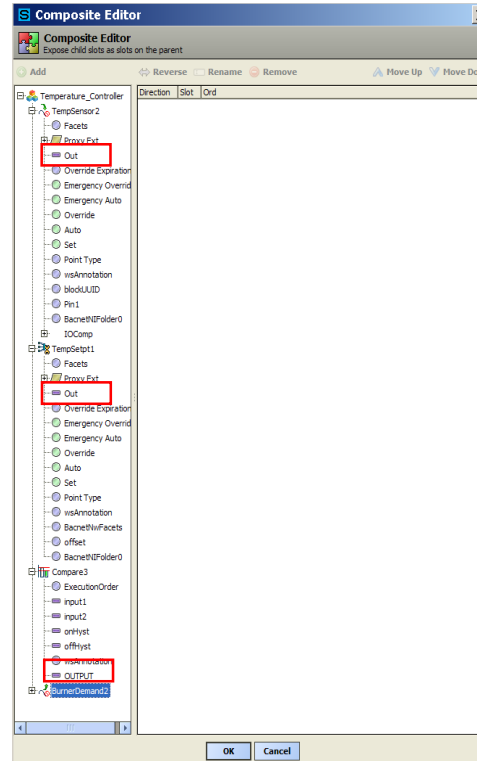 S Composite Editor
Composite Editor
Expose child slots as slots on the parent
Add Reverse Rename Remove Move Up Move Do
Direction Slot Ord
Temperature_Controller
TempSensor2
Facets
Proxy Ext
Out
Override Expiration
Emergency Overrid
Emergency Auto
Override
Auto
Set
Point Type
wsAnnotation
blockUUID
Pin1
BacnetNIFolder0
IOComp
TempSetpt1
Facets
Proxy Ext
Out
Override Expiration
Emergency Overrid
Emergency Auto
Override
Auto
Set
Point Type
wsAnnotation
BacnetNwFacets
offset
BacnetNIFolder0
Compare3
ExecutionOrder
input1
input2
onHyst
offHyst
wsAnnotation
OUTPUT
BurnerDemand2
OK Cancel